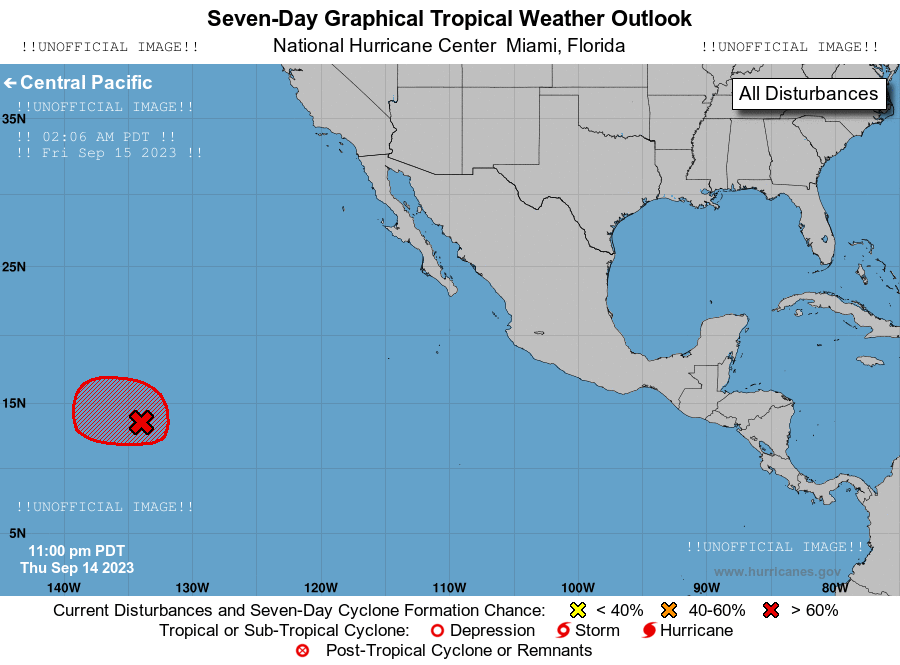 Seven-Day Graphical Tropical Weather Outlook
!!UNOFFICIAL IMAGE!! National Hurricane Center Miami, Florida !!UNOFFICIAL IMAGE!!
Central Pacific
All Disturbances
!!UNOFFICIAL IMAGE!!
35N
!! 02:06 AM PDT !!
!! Fri Sep 15 2023 !!
25N
15N
!!UNOFFICIAL IMAGE!!
5N
!!UNOFFICIAL IMAGE!!
11:00 pm PDT
Thu Sep 14 2023
www.hurricanes.gov
140W 130W 120W 110W 100W 90W 80W
Current Disturbances and Seven-Day Cyclone Formation Chance: < 40% 40-60% > 60%
Tropical or Sub-Tropical Cyclone: Depression Storm Hurricane
Post-Tropical Cyclone or Remnants